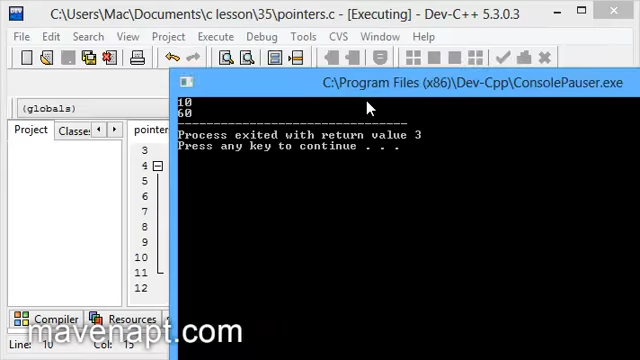 C:\Users\Mac\Documents\c lesson\35\pointers.c - [Executing] - Dev-C++ 5.3.0.3
File Edit Search View Project Execute Debug Tools CVS Window Help
C:\Program Files (x86)\Dev-Cpp\ConsolePauser.exe
(globals)
10
60
Process exited with return value 3
Press any key to continue . . .
Project Classes pointe
3
4
5
6
7
8
9
10
11
12
Compiler Resources
mavenapt.com
Line: 10 Col: 15